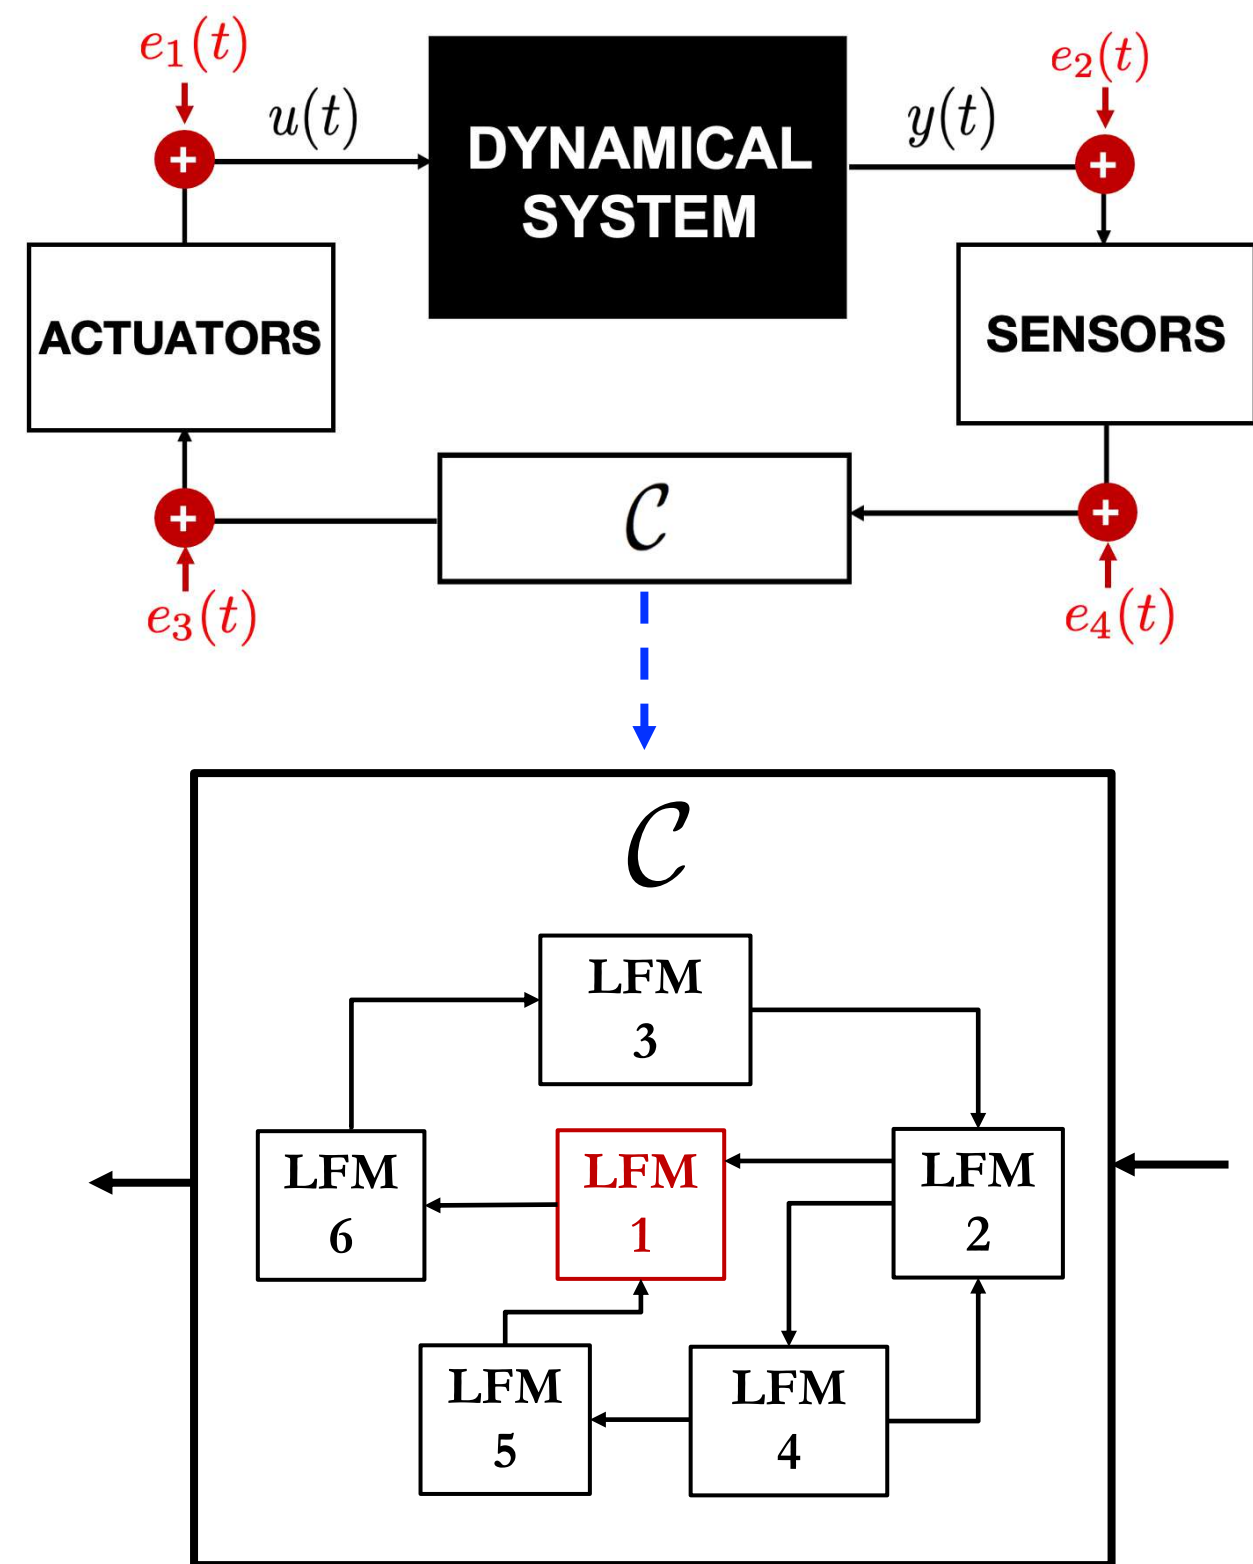 e₁(t)
u(t)
DYNAMICAL
SYSTEM
y(t)
e₂(t)
+
+
ACTUATORS
SENSORS
+
𝒞
+
e₃(t)
e₄(t)
𝒞
LFM
3
LFM
6
LFM
1
LFM
2
LFM
5
LFM
4